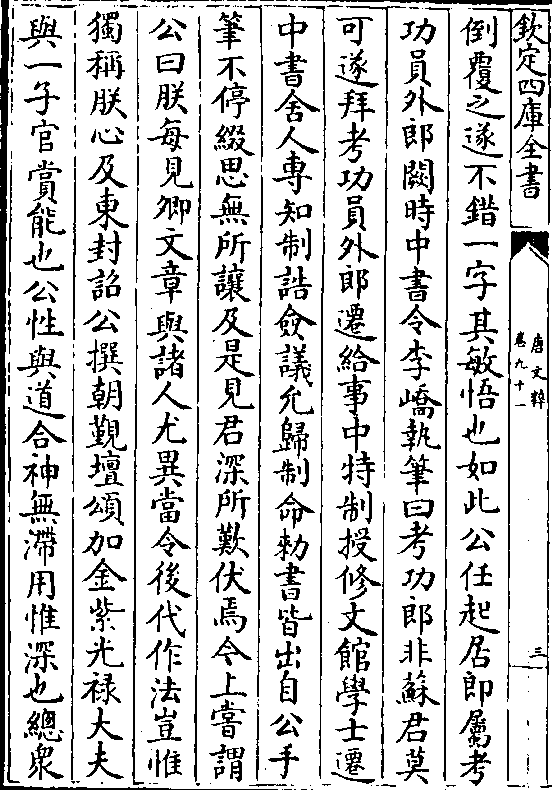 欽定四庫全書
唐文粹
卷九十一
三
倒覆之遂不錯一字其敏悟也如此公任起居郎屬考
功員外郎闕時中書令李嶠執筆曰考功郎非蘇君莫
可遂拜考功員外郎遷給事中特制授修文館學士遷
中書舍人專知制誥僉議允歸制命勅書皆出自公手
筆不停綴思無所讓及是見君深所歎伏焉今上嘗謂
公曰朕每見卿文章與諸人尤異當令後代作法豈惟
獨稱朕心及東封詔公撰朝覲壇頌加金紫光禄大夫
與一子官賞能也公性與道合神無滯用惟深也總衆